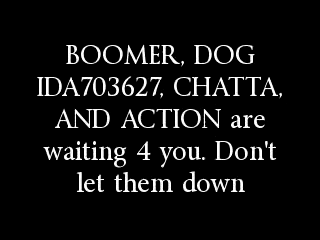 BOOMER, DOG
IDA703627, CHATTA,
AND ACTION are
waiting 4 you. Don't
let them down